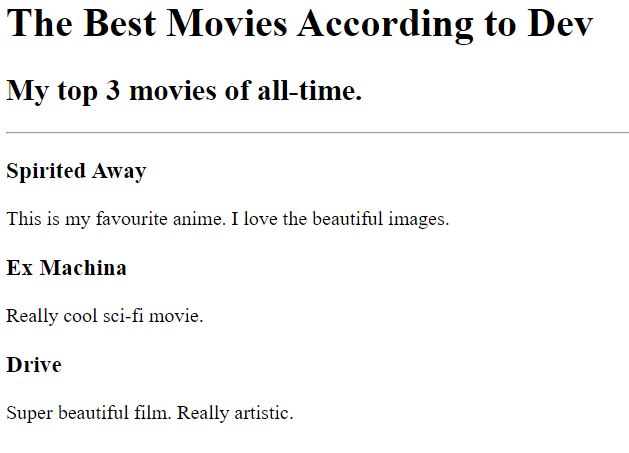 The Best Movies According to Dev
My top 3 movies of all-time.
Spirited Away
This is my favourite anime. I love the beautiful images.
Ex Machina
Really cool sci-fi movie.
Drive
Super beautiful film. Really artistic.